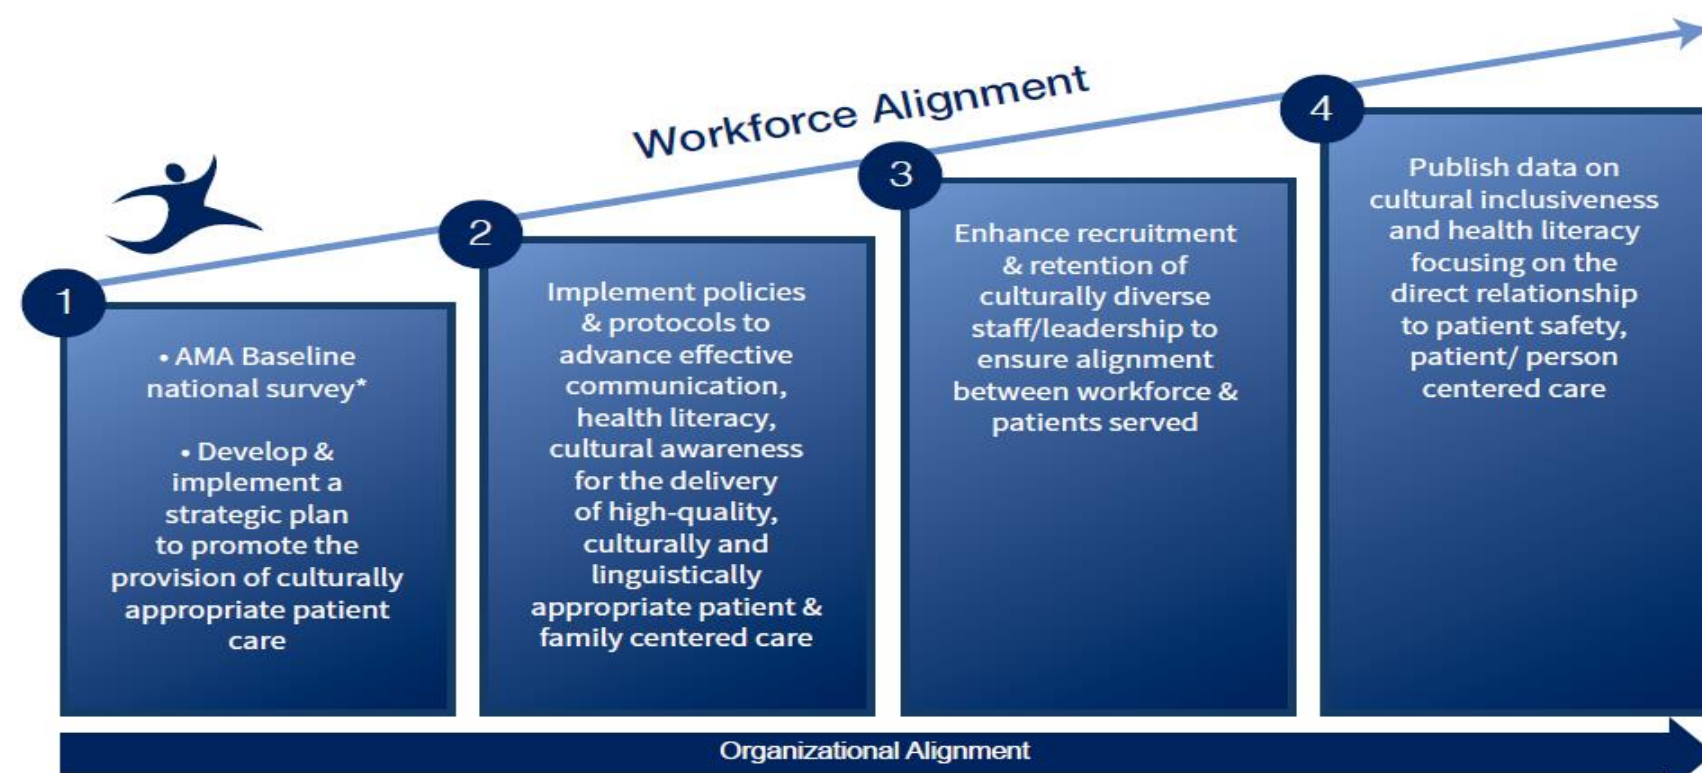 Workforce Alignment
1
• AMA Baseline
national survey*
• Develop &
implement a
strategic plan
to promote the
provision of culturally
appropriate patient
care
2
Implement policies
& protocols to
advance effective
communication,
health literacy,
cultural awareness
for the delivery
of high-quality,
culturally and
linguistically
appropriate patient &
family centered care
3
Enhance recruitment
& retention of
culturally diverse
staff/leadership to
ensure alignment
between workforce &
patients served
4
Publish data on
cultural inclusiveness
and health literacy
focusing on the
direct relationship
to patient safety,
patient/ person
centered care
Organizational Alignment